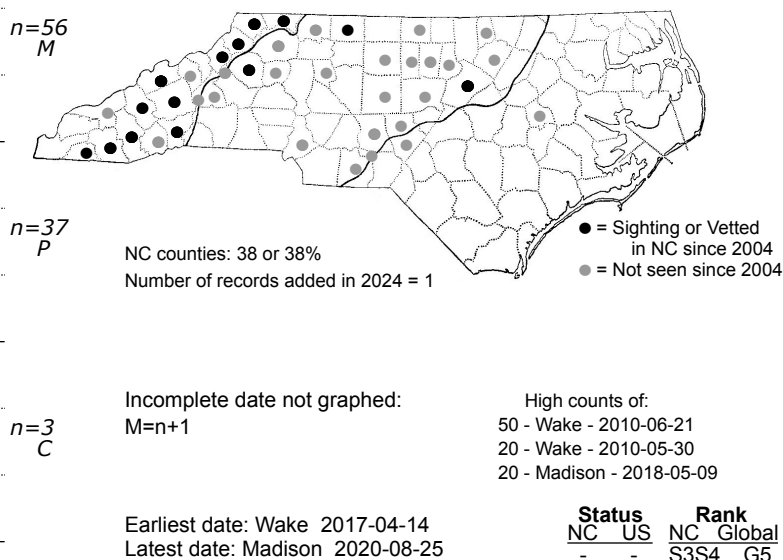 n=56
M
● = Sighting or Vetted
in NC since 2004
● = Not seen since 2004
n=37
P
NC counties: 38 or 38%
Number of records added in 2024 = 1
Incomplete date not graphed:
M=n+1
n=3
C
High counts of:
50 - Wake - 2010-06-21
20 - Wake - 2010-05-30
20 - Madison - 2018-05-09
Earliest date: Wake 2017-04-14
Latest date: Madison 2020-08-25
Status Rank
NC US NC Global
- - S3S4 G5